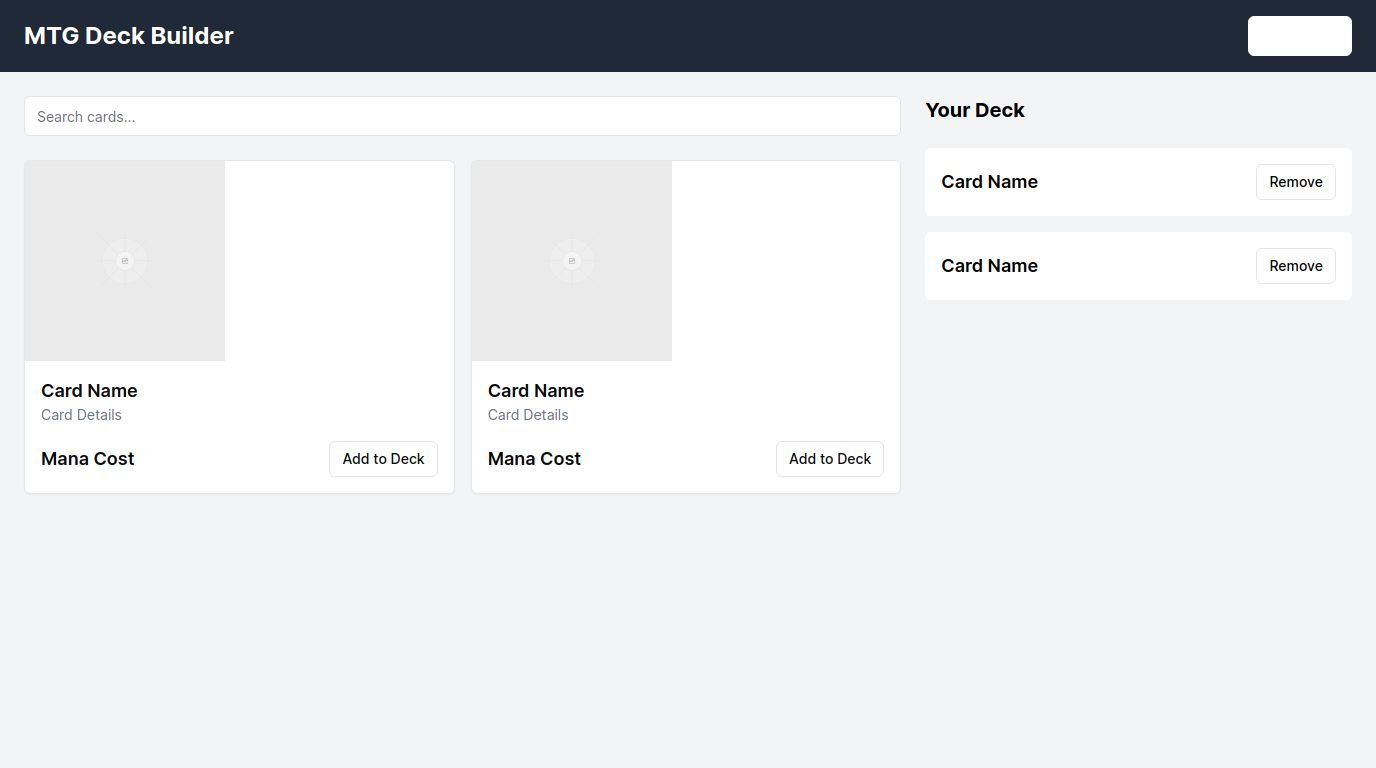 MTG Deck Builder
Search cards...
Card Name
Card Details
Mana Cost
Add to Deck
Card Name
Card Details
Mana Cost
Add to Deck
Your Deck
Card Name
Remove
Card Name
Remove